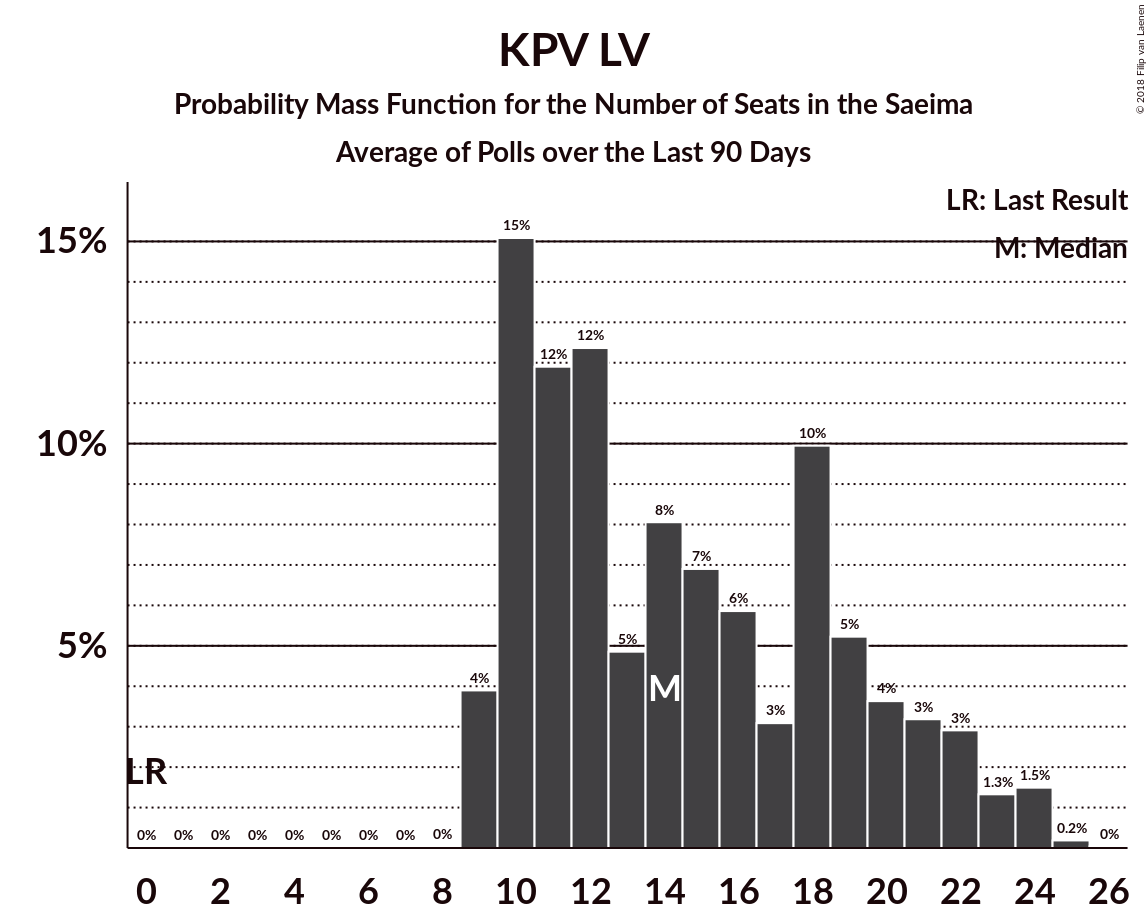 KPV LV
Probability Mass Function for the Number of Seats in the Saeima
Average of Polls over the Last 90 Days
© 2018 Filip van Laenen
LR: Last Result
M: Median
15%
10%
5%
LR
0% 0% 0% 0% 0% 0% 0% 0% 0% 4% 15% 12% 12% 5% 8% 7% 6% 3% 10% 5% 4% 3% 3% 1.3% 1.5% 0.2% 0%
M
0 2 4 6 8 10 12 14 16 18 20 22 24 26